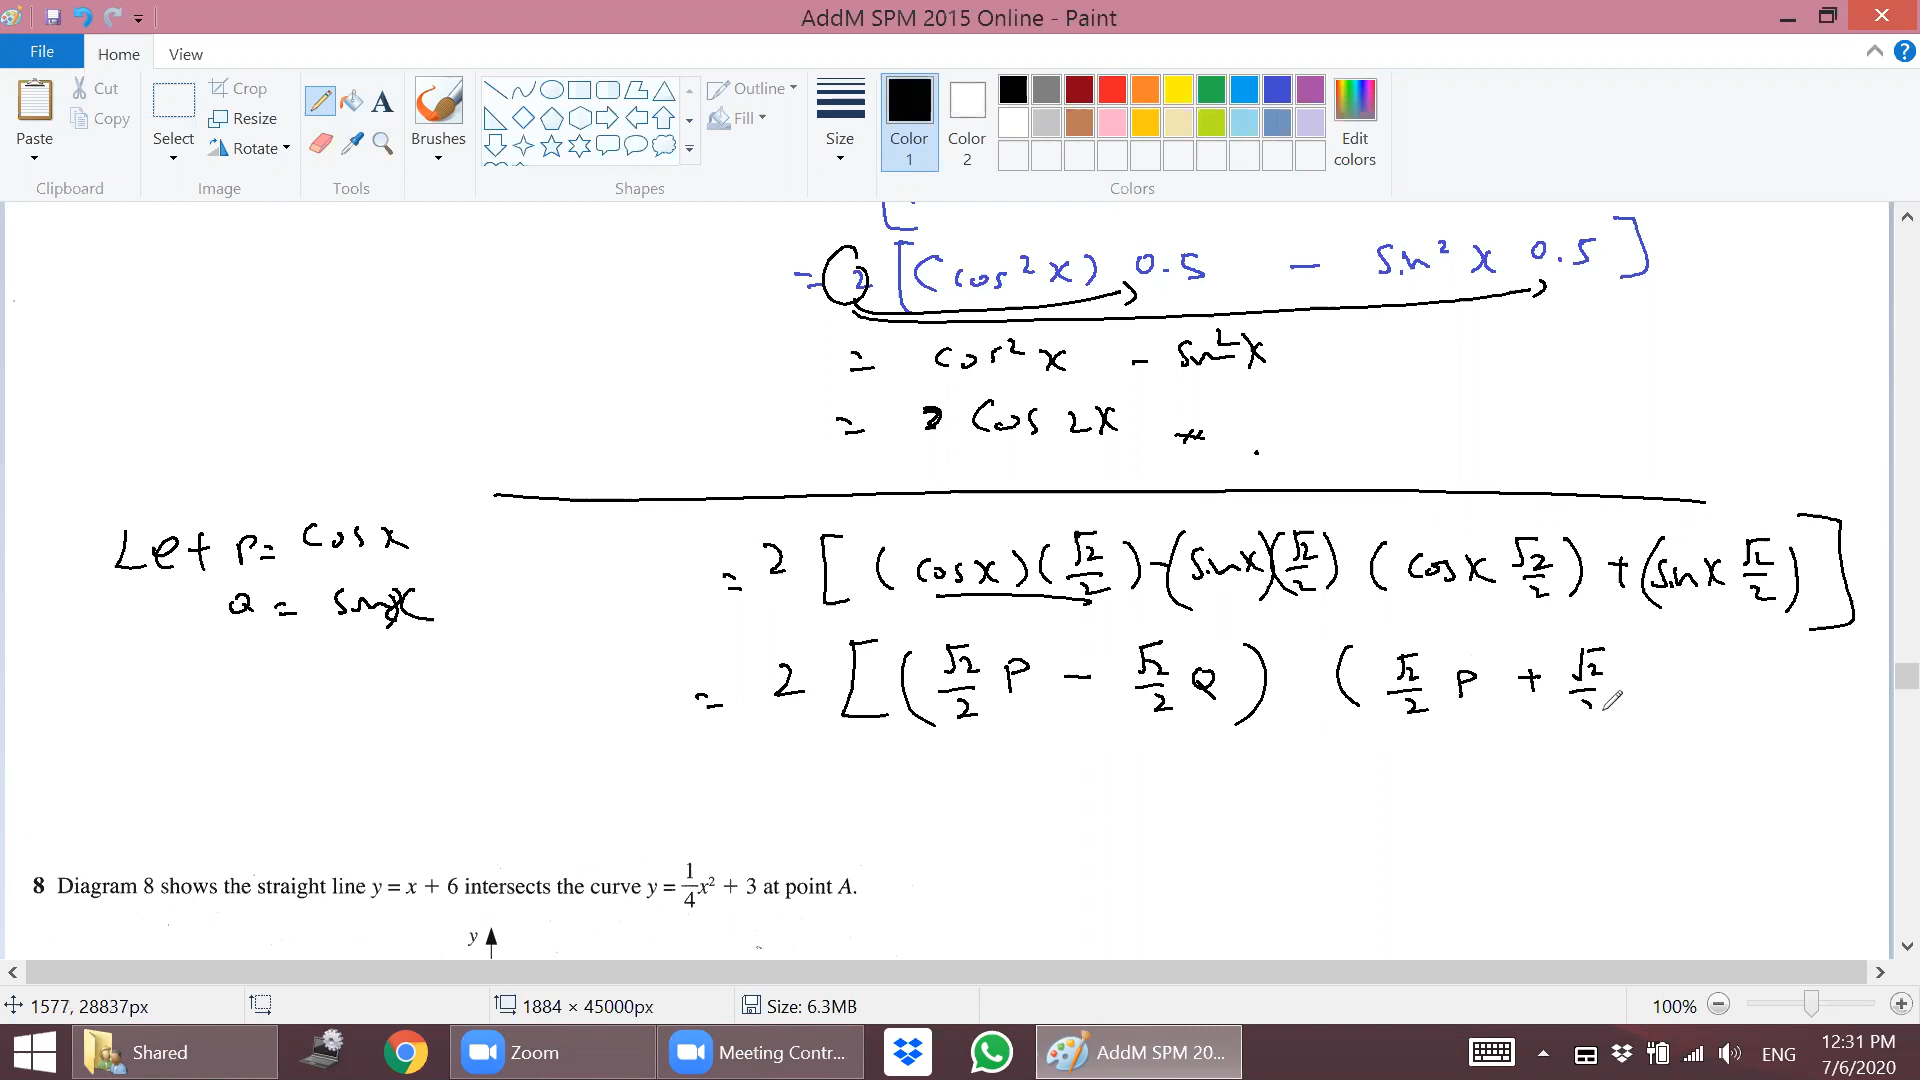 AddM SPM 2015 Online - Paint
File Home View
Cut
Copy
Paste
Clipboard
Crop
Resize
Rotate
Select
Image
A
Tools
Brushes
Outline
Fill
Shapes
Size
Color 1
Color 2
Edit colors
Colors
= 2 [(cos² x) 0.5 - sin² x 0.5]
= cos² x - sin² x
= cos 2x
Let P = cos x
Q = sin x
= 2 [(cos x)(√2/2) - (sin x)(√2/2) (cos x √2/2) + (sin x √2/2)]
= 2 [(√2/2 P - √2/2 Q) (√2/2 P + √2
8 Diagram 8 shows the straight line y = x + 6 intersects the curve y = 1/4 x² + 3 at point A.
y
1577, 28837px
1884 × 45000px
Size: 6.3MB
100%
Shared
Zoom
Meeting Contr...
AddM SPM 20...
ENG
12:31 PM
7/6/2020